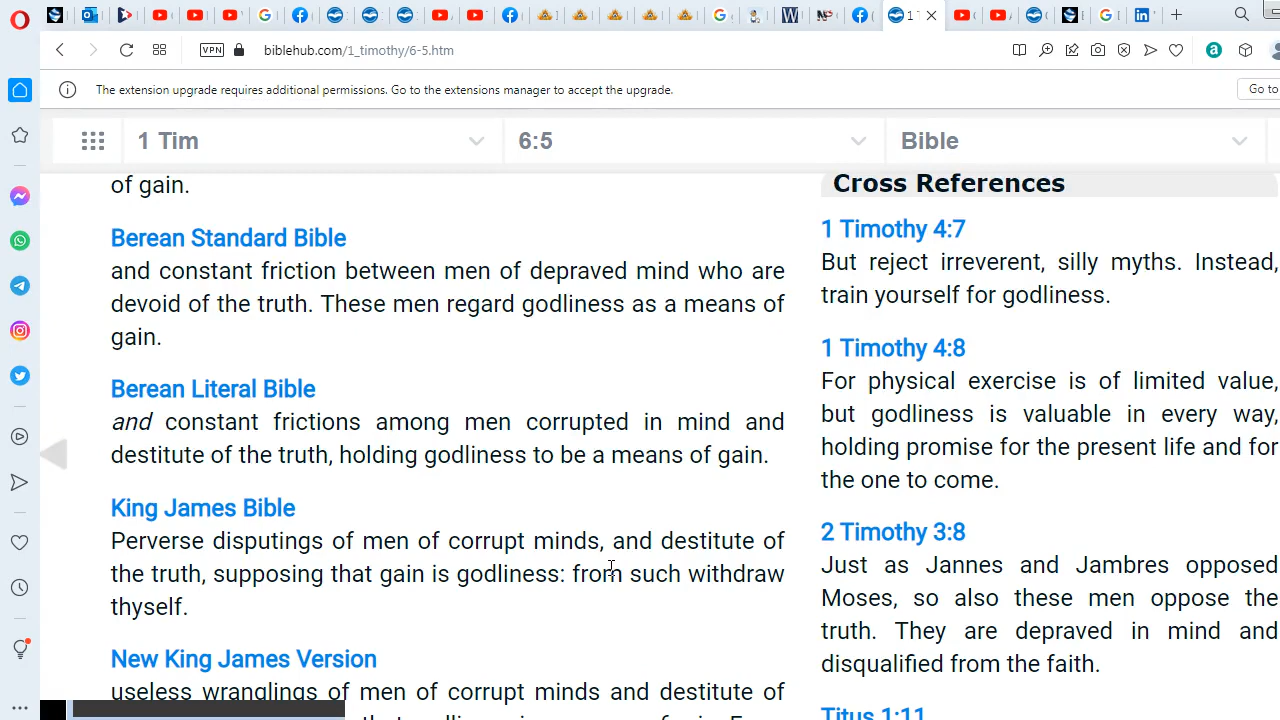 VPN
biblehub.com/1_timothy/6-5.htm
The extension upgrade requires additional permissions. Go to the extensions manager to accept the upgrade.
Go to
1 Tim
6:5
Bible
of gain.
Berean Standard Bible
and constant friction between men of depraved mind who are
devoid of the truth. These men regard godliness as a means of
gain.
Berean Literal Bible
and constant frictions among men corrupted in mind and
destitute of the truth, holding godliness to be a means of gain.
King James Bible
Perverse disputings of men of corrupt minds, and destitute of
the truth, supposing that gain is godliness: from such withdraw
thyself.
New King James Version
useless wranglings of men of corrupt minds and destitute of
Cross References
1 Timothy 4:7
But reject irreverent, silly myths. Instead,
train yourself for godliness.
1 Timothy 4:8
For physical exercise is of limited value,
but godliness is valuable in every way,
holding promise for the present life and for
the one to come.
2 Timothy 3:8
Just as Jannes and Jambres opposed
Moses, so also these men oppose the
truth. They are depraved in mind and
disqualified from the faith.
Titus 1:11